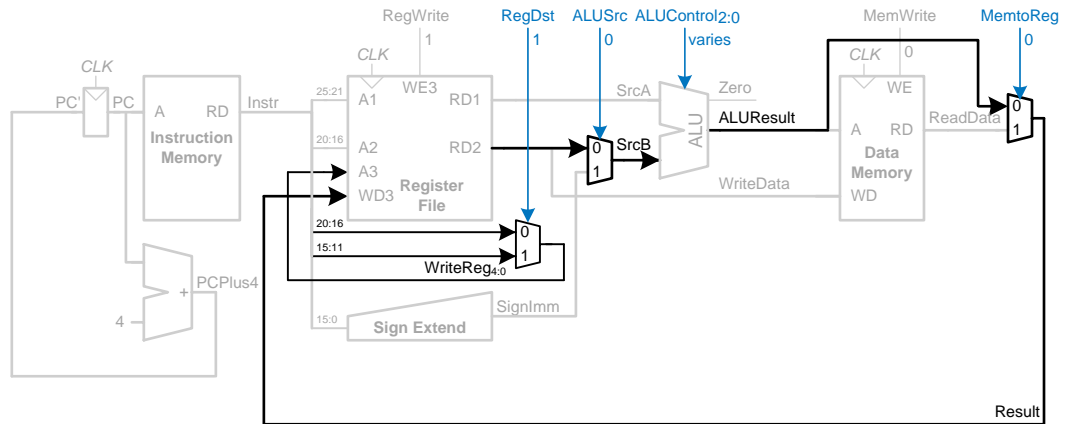 RegWrite
1
RegDst
1
ALUSrc
0
ALUControl2:0
varies
MemWrite
0
MemtoReg
0
CLK
PC'
PC
A
RD
Instruction
Memory
Instr
25:21
20:16
CLK
A1
WE3
RD1
A2
RD2
A3
WD3
Register
File
0
1
SrcA
SrcB
ALU
Zero
ALUResult
WriteData
CLK
WE
A
RD
Data
Memory
WD
ReadData
0
1
20:16
15:11
0
1
WriteReg4:0
PCPlus4
+
4
15:0
Sign Extend
SignImm
Result